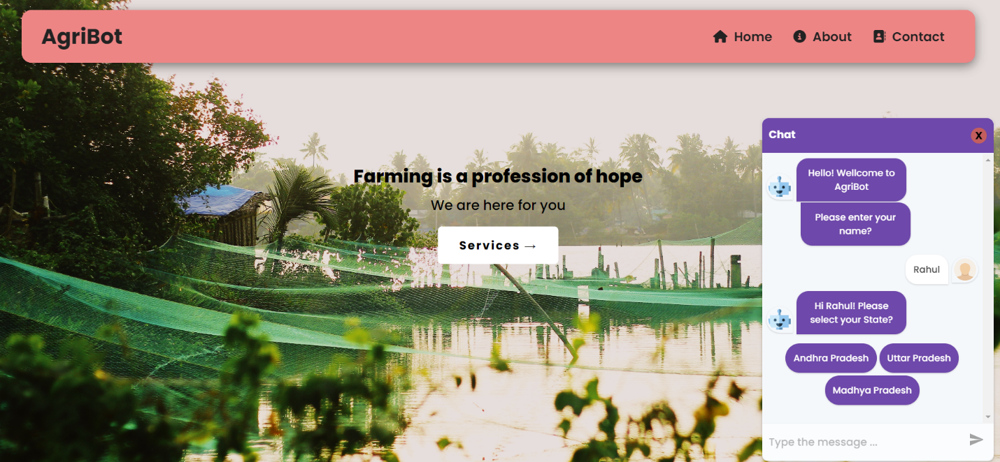 AgriBot
Home
About
Contact
Farming is a profession of hope
We are here for you
Services →
Chat
X
Hello! Wellcome to
AgriBot
Please enter your
name?
Rahul
Hi Rahul! Please
select your State?
Andhra Pradesh
Uttar Pradesh
Madhya Pradesh
Type the message ...